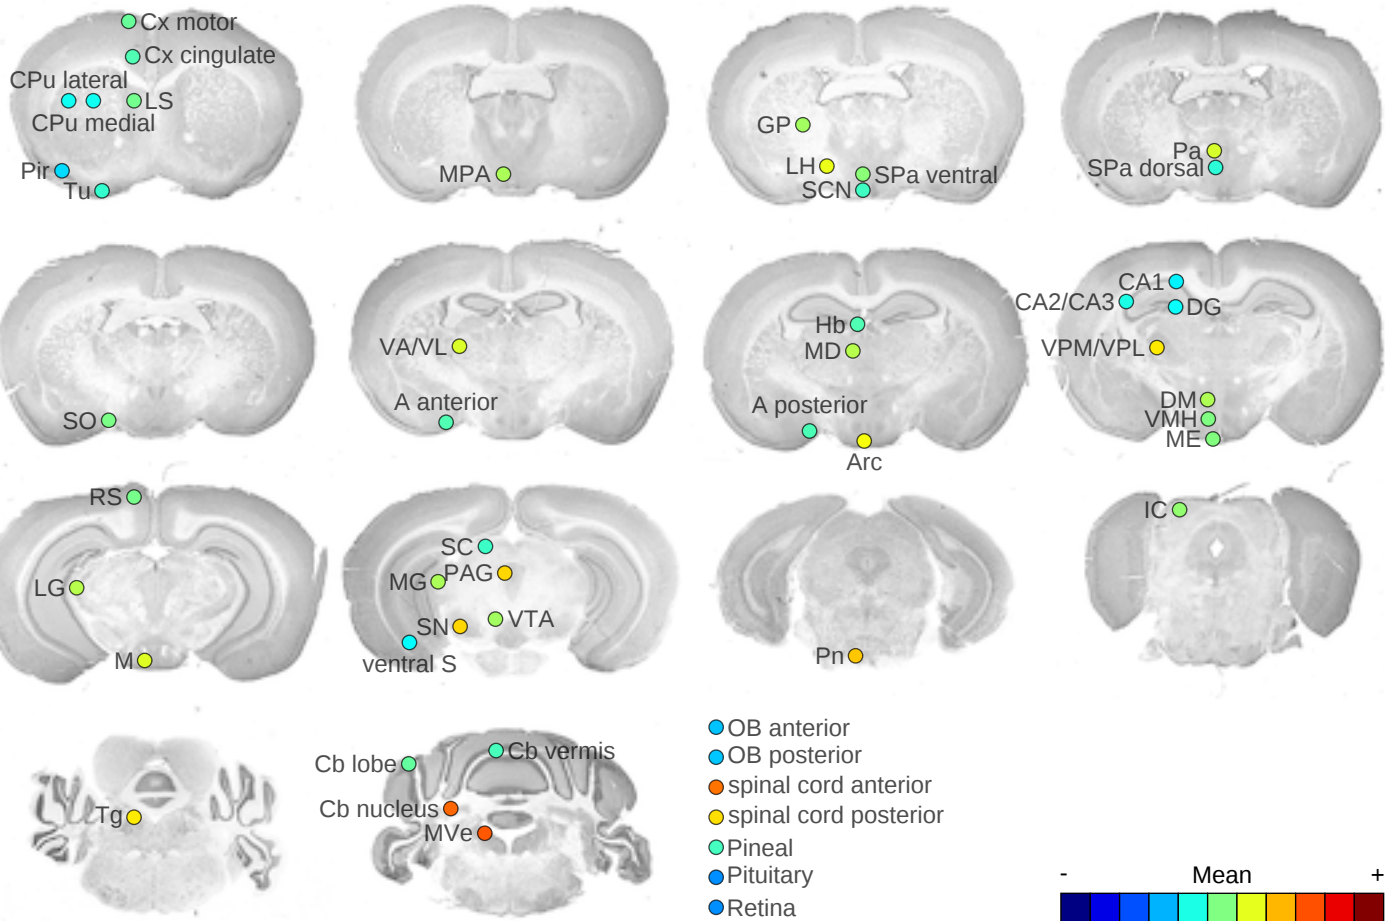 Cx motor
Cx cingulate
CPu lateral
LS
CPu medial
Pir
Tu
MPA
GP
LH
SPa ventral
SCN
Pa
SPa dorsal
SO
VA/VL
A anterior
Hb
MD
A posterior
Arc
CA1
CA2/CA3
DG
VPM/VPL
DM
VMH
ME
RS
LG
M
SC
PAG
MG
VTA
SN
ventral S
Pn
IC
Tg
Cb lobe
Cb vermis
Cb nucleus
MVe
OB anterior
OB posterior
spinal cord anterior
spinal cord posterior
Pineal
Pituitary
Retina
- Mean +